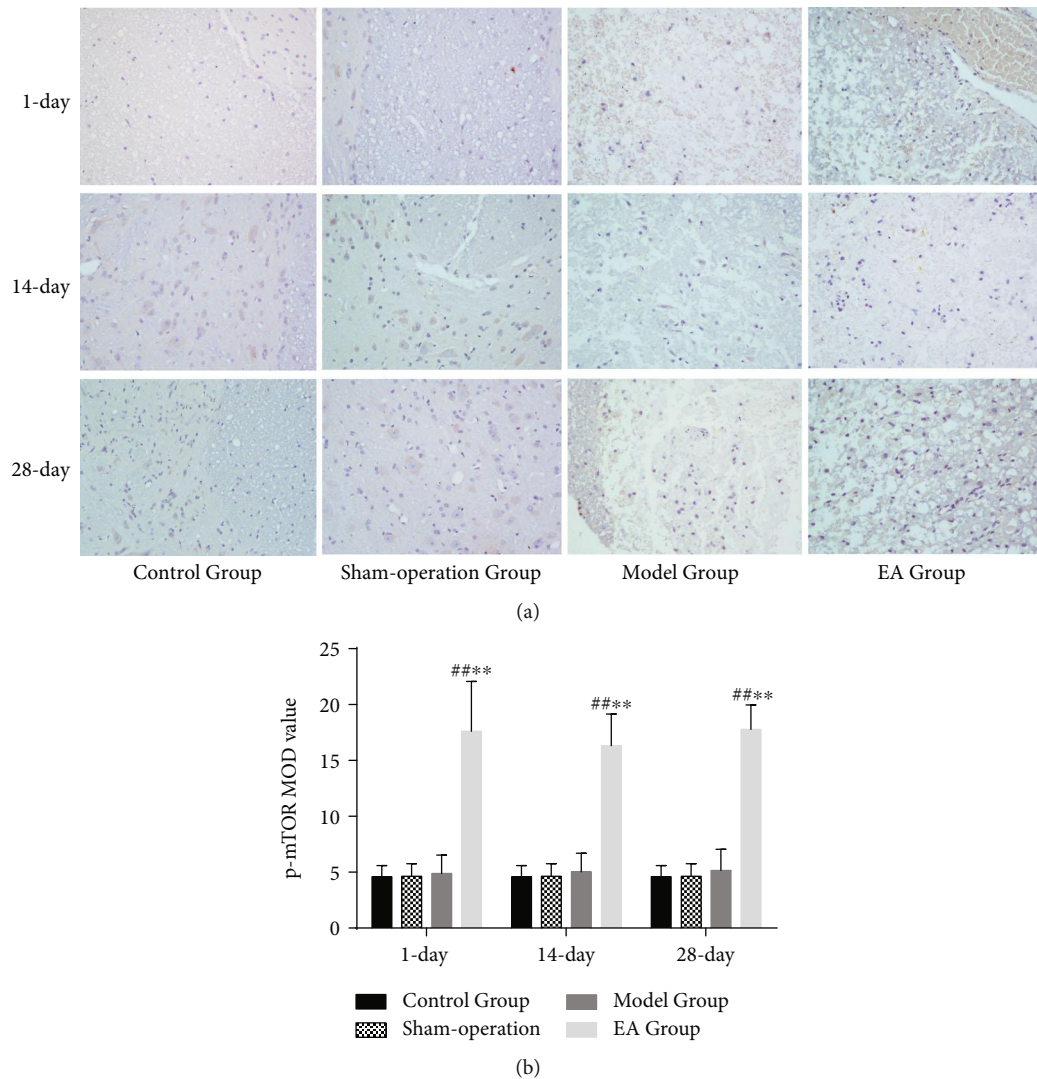 1-day
14-day
28-day
Control Group Sham-operation Group Model Group EA Group
(a)
p-mTOR MOD value
25
20
15
10
5
0
##**
##**
##**
1-day 14-day 28-day
Control Group Model Group
Sham-operation EA Group
(b)